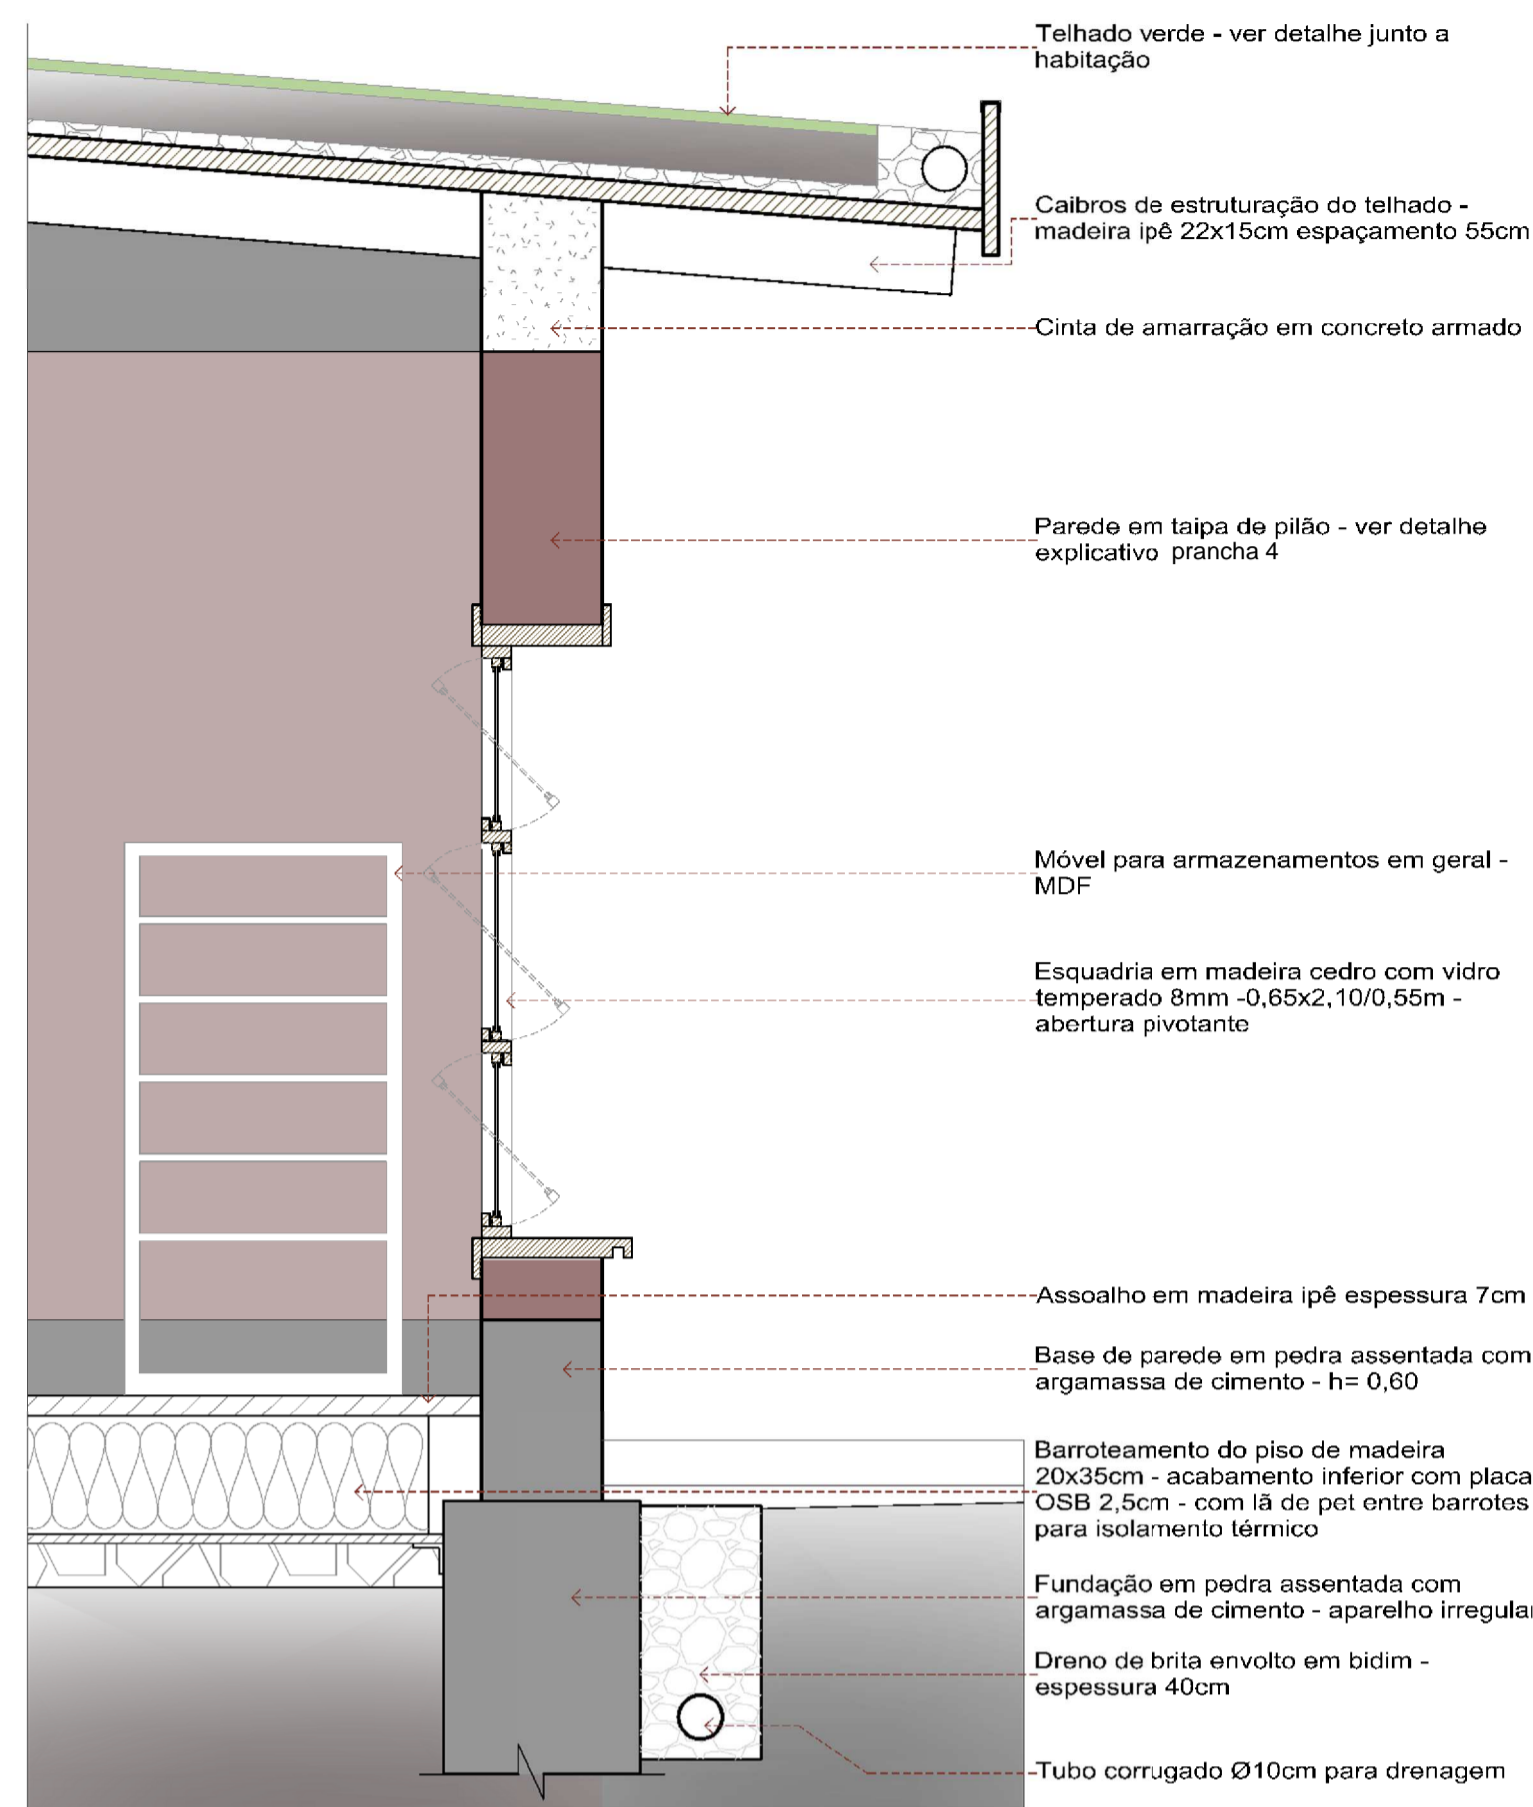 Telhado verde - ver detalhe junto a
habitação
Caibros de estruturação do telhado -
madeira ipê 22x15cm espaçamento 55cm
Cinta de amarração em concreto armado
Parede em taipa de pilão - ver detalhe
explicativo prancha 4
Móvel para armazenamentos em geral -
MDF
Esquadria em madeira cedro com vidro
temperado 8mm -0,65x2,10/0,55m -
abertura pivotante
Assoalho em madeira ipê espessura 7cm
Base de parede em pedra assentada com
argamassa de cimento - h= 0,60
Barroteamento do piso de madeira
20x35cm - acabamento inferior com placa
OSB 2,5cm - com lã de pet entre barrotes
para isolamento térmico
Fundação em pedra assentada com
argamassa de cimento - aparelho irregular
Dreno de brita envolto em bidim -
espessura 40cm
Tubo corrugado Ø10cm para drenagem